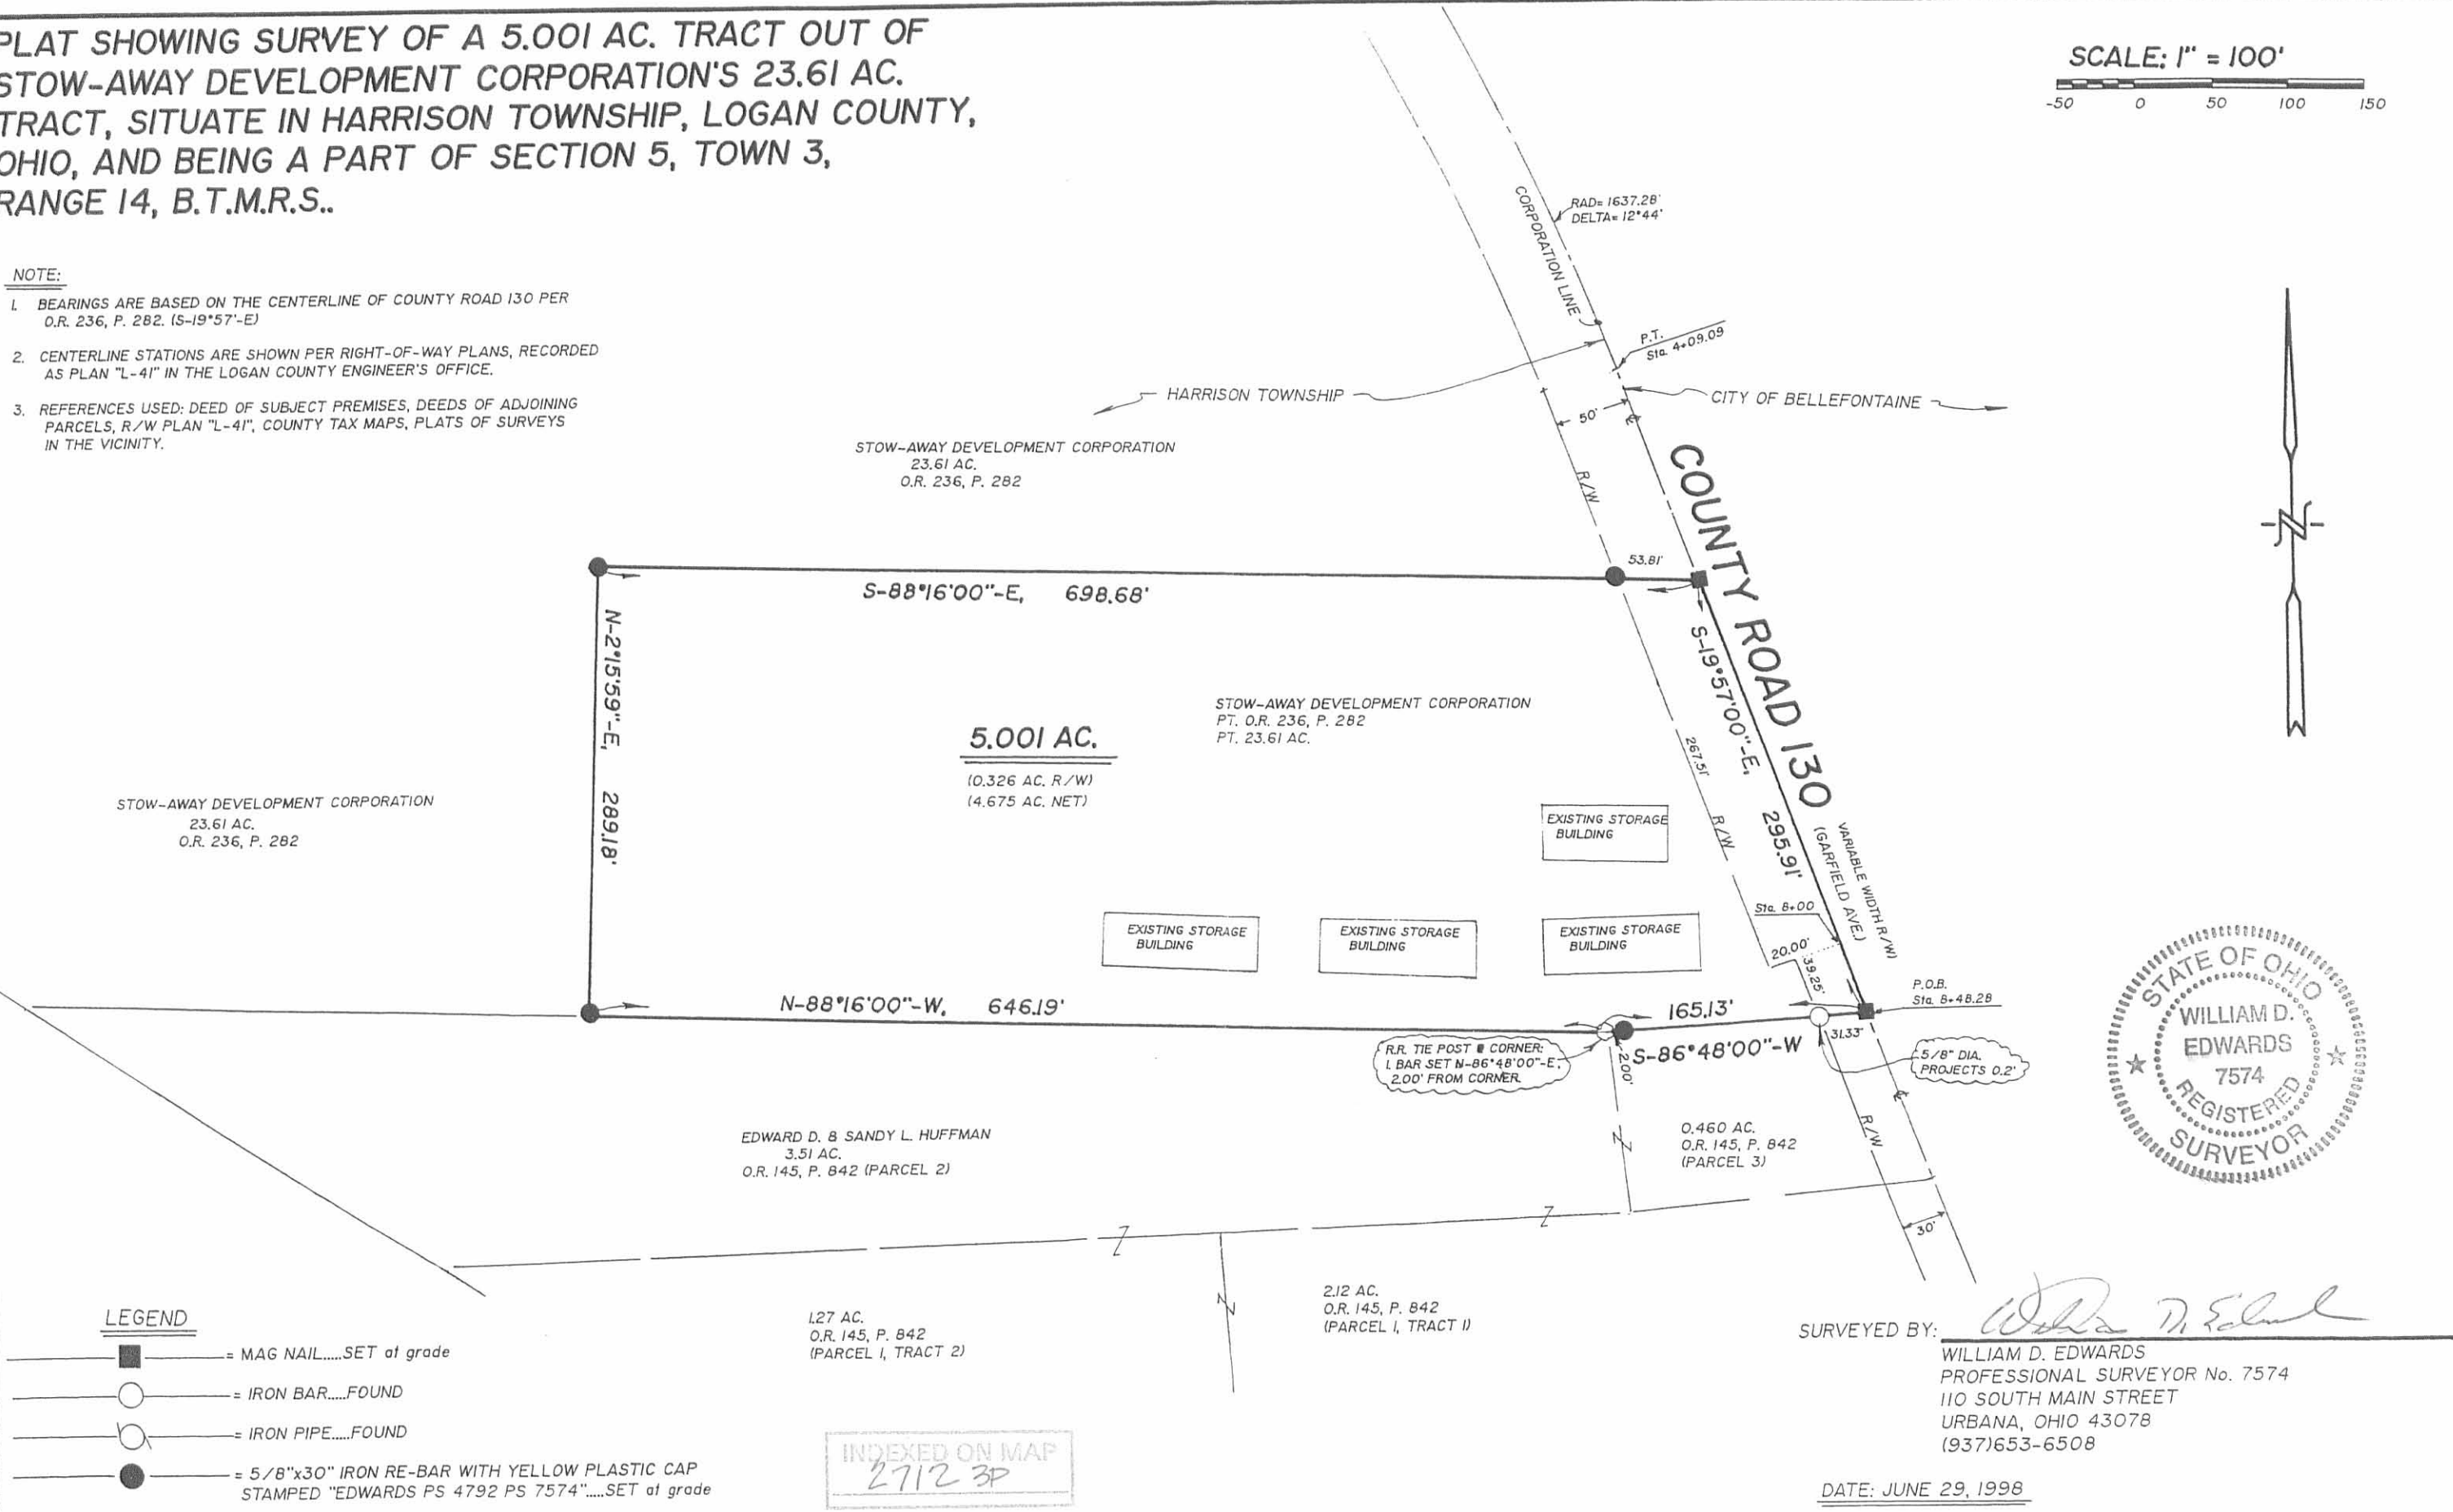 PLAT SHOWING SURVEY OF A 5.001 AC. TRACT OUT OF
STOW-AWAY DEVELOPMENT CORPORATION'S 23.61 AC.
TRACT, SITUATE IN HARRISON TOWNSHIP, LOGAN COUNTY,
OHIO, AND BEING A PART OF SECTION 5, TOWN 3,
RANGE 14, B.T.M.R.S..
SCALE: 1" = 100'
-50 0 50 100 150
NOTE:
1. BEARINGS ARE BASED ON THE CENTERLINE OF COUNTY ROAD 130 PER
O.R. 236, P. 282. (S-19°57'-E)
2. CENTERLINE STATIONS ARE SHOWN PER RIGHT-OF-WAY PLANS, RECORDED
AS PLAN "L-41" IN THE LOGAN COUNTY ENGINEER'S OFFICE.
3. REFERENCES USED: DEED OF SUBJECT PREMISES, DEEDS OF ADJOINING
PARCELS, R/W PLAN "L-41", COUNTY TAX MAPS, PLATS OF SURVEYS
IN THE VICINITY.
CORPORATION LINE
RAD= 1637.28'
DELTA= 12°44'
P.T.
Sta. 4+09.09
HARRISON TOWNSHIP
CITY OF BELLEFONTAINE
50'
R/W
N
STOW-AWAY DEVELOPMENT CORPORATION
23.61 AC.
O.R. 236, P. 282
COUNTY ROAD 130
(GARFIELD AVE.)
VARIABLE WIDTH R/W)
53.81'
S-88°16'00"-E, 698.68'
N-2°15'59"-E, 289.18'
S-19°57'00"-E, 295.91'
267.51'
R/W
STOW-AWAY DEVELOPMENT CORPORATION
PT. O.R. 236, P. 282
PT. 23.61 AC.
5.001 AC.
(0.326 AC. R/W)
(4.675 AC. NET)
STOW-AWAY DEVELOPMENT CORPORATION
23.61 AC.
O.R. 236, P. 282
EXISTING STORAGE
BUILDING
EXISTING STORAGE
BUILDING
EXISTING STORAGE
BUILDING
EXISTING STORAGE
BUILDING
Sta. 8+00
20.00'
39.25'
P.O.B.
Sta. 8+48.28
N-88°16'00"-W, 646.19'
165.13'
S-86°48'00"-W
31.33'
2.00'
R.R. TIE POST @ CORNER;
I. BAR SET N-86°48'00"-E,
2.00' FROM CORNER.
5/8" DIA.
PROJECTS 0.2'
STATE OF OHIO
WILLIAM D.
EDWARDS
7574
REGISTERED
SURVEYOR
EDWARD D. & SANDY L. HUFFMAN
3.51 AC.
O.R. 145, P. 842 (PARCEL 2)
0.460 AC.
O.R. 145, P. 842
(PARCEL 3)
R/W
30'
1.27 AC.
O.R. 145, P. 842
(PARCEL 1, TRACT 2)
2.12 AC.
O.R. 145, P. 842
(PARCEL 1, TRACT 1)
LEGEND
= MAG NAIL.....SET at grade
= IRON BAR.....FOUND
= IRON PIPE.....FOUND
= 5/8"x30" IRON RE-BAR WITH YELLOW PLASTIC CAP
STAMPED "EDWARDS PS 4792 PS 7574".....SET at grade
INDEXED ON MAP
2712 3P
SURVEYED BY: William D. Edwards
WILLIAM D. EDWARDS
PROFESSIONAL SURVEYOR No. 7574
110 SOUTH MAIN STREET
URBANA, OHIO 43078
(937)653-6508
DATE: JUNE 29, 1998